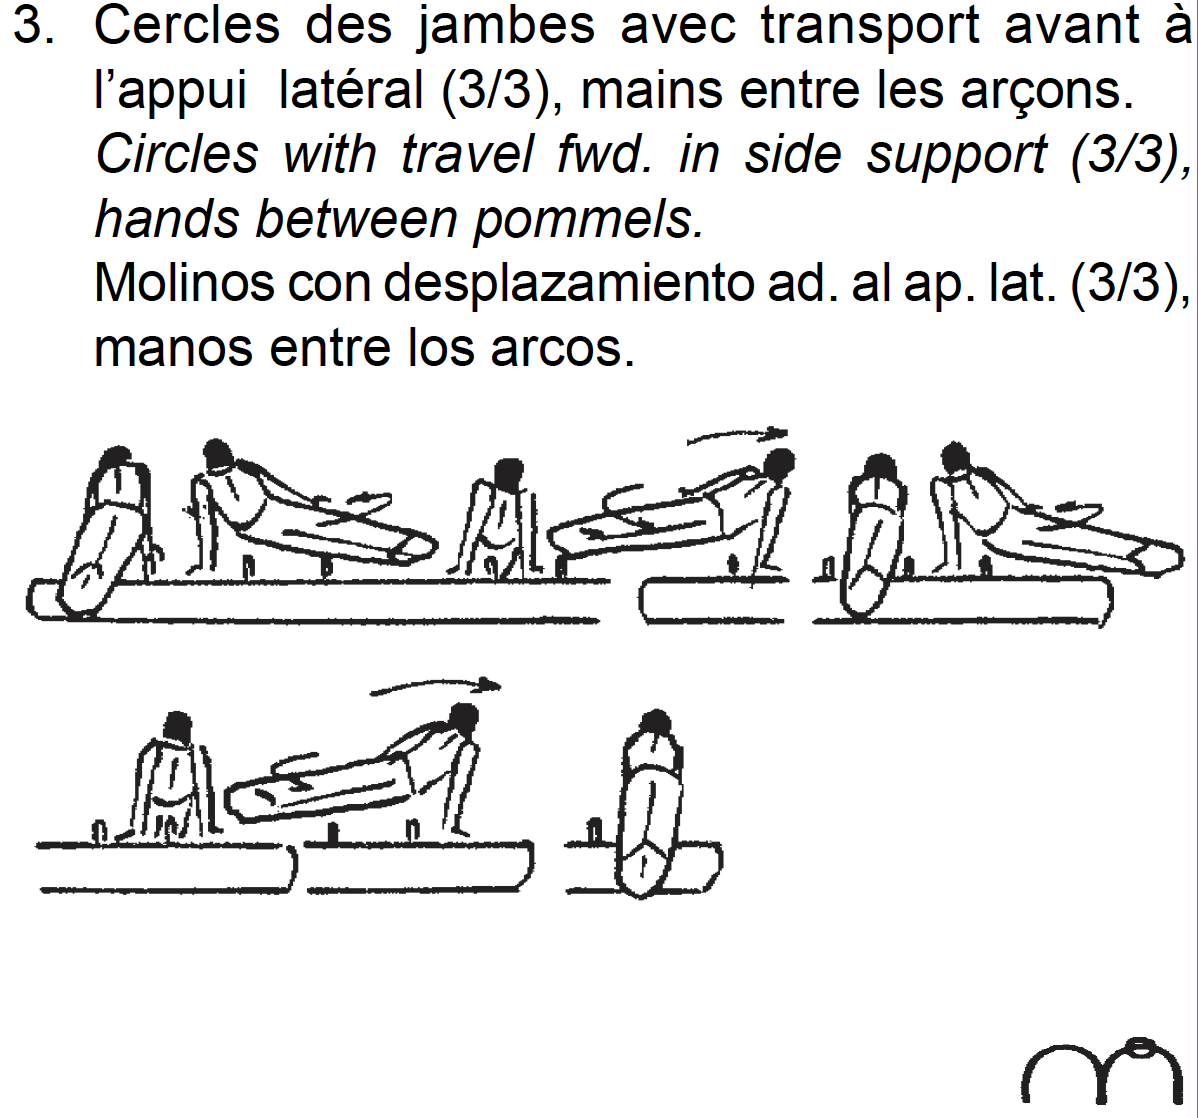 3. Cercles des jambes avec transport avant à
l’appui latéral (3/3), mains entre les arçons.
Circles with travel fwd. in side support (3/3),
hands between pommels.
Molinos con desplazamiento ad. al ap. lat. (3/3),
manos entre los arcos.